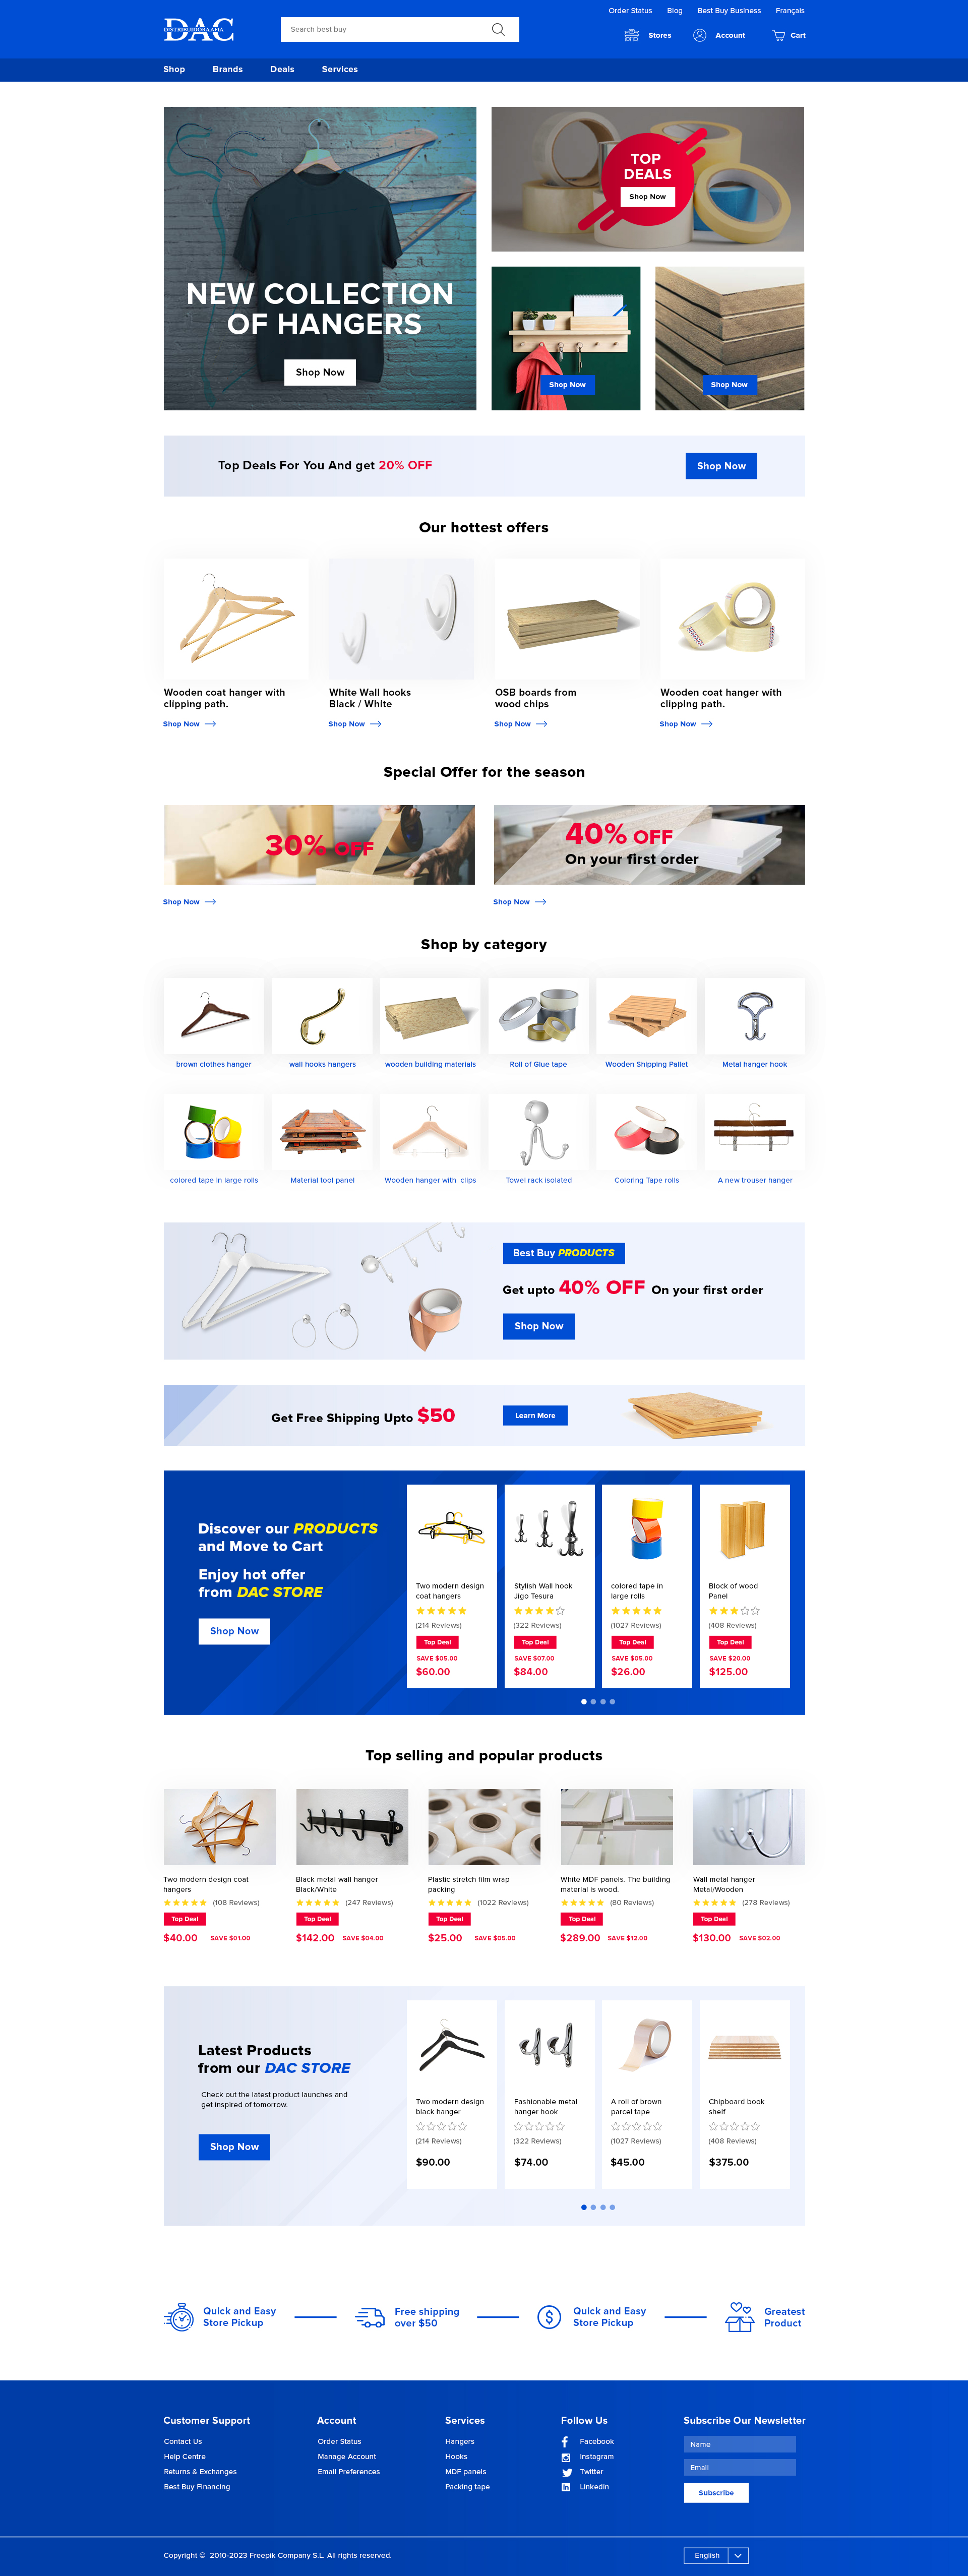 Order Status Blog Best Buy Business Français
DAC
DISTRIBUIDORA AFIA
Search best buy
Stores Account Cart
Shop Brands Deals Services
NEW COLLECTION
OF HANGERS
Shop Now
TOP
DEALS
Shop Now
Shop Now
Shop Now
Top Deals For You And get 20% OFF
Shop Now
Our hottest offers
Wooden coat hanger with
clipping path.
Shop Now
White Wall hooks
Black / White
Shop Now
OSB boards from
wood chips
Shop Now
Wooden coat hanger with
clipping path.
Shop Now
Special Offer for the season
30% OFF
Shop Now
40% OFF
On your first order
Shop Now
Shop by category
brown clothes hanger
wall hooks hangers
wooden building materials
Roll of Glue tape
Wooden Shipping Pallet
Metal hanger hook
colored tape in large rolls
Material tool panel
Wooden hanger with clips
Towel rack isolated
Coloring Tape rolls
A new trouser hanger
Best Buy PRODUCTS
Get upto 40% OFF On your first order
Shop Now
Get Free Shipping Upto $50
Learn More
Discover our PRODUCTS
and Move to Cart
Enjoy hot offer
from DAC STORE
Shop Now
Two modern design
coat hangers
(214 Reviews)
Top Deal
SAVE $05.00
$60.00
Stylish Wall hook
Jigo Tesura
(322 Reviews)
Top Deal
SAVE $07.00
$84.00
colored tape in
large rolls
(1027 Reviews)
Top Deal
SAVE $05.00
$26.00
Block of wood
Panel
(408 Reviews)
Top Deal
SAVE $20.00
$125.00
Top selling and popular products
Two modern design coat
hangers
(108 Reviews)
Top Deal
$40.00 SAVE $01.00
Black metal wall hanger
Black/White
(247 Reviews)
Top Deal
$142.00 SAVE $04.00
Plastic stretch film wrap
packing
(1022 Reviews)
Top Deal
$25.00 SAVE $05.00
White MDF panels. The building
material is wood.
(80 Reviews)
Top Deal
$289.00 SAVE $12.00
Wall metal hanger
Metal/Wooden
(278 Reviews)
Top Deal
$130.00 SAVE $02.00
Latest Products
from our DAC STORE
Check out the latest product launches and
get inspired of tomorrow.
Shop Now
Two modern design
black hanger
(214 Reviews)
$90.00
Fashionable metal
hanger hook
(322 Reviews)
$74.00
A roll of brown
parcel tape
(1027 Reviews)
$45.00
Chipboard book
shelf
(408 Reviews)
$375.00
Quick and Easy
Store Pickup
Free shipping
over $50
Quick and Easy
Store Pickup
Greatest
Product
Customer Support
Contact Us
Help Centre
Returns & Exchanges
Best Buy Financing
Account
Order Status
Manage Account
Email Preferences
Services
Hangers
Hooks
MDF panels
Packing tape
Follow Us
Facebook
Instagram
Twitter
Linkedin
Subscribe Our Newsletter
Name
Email
Subscribe
Copyright © 2010-2023 Freepik Company S.L. All rights reserved.
English